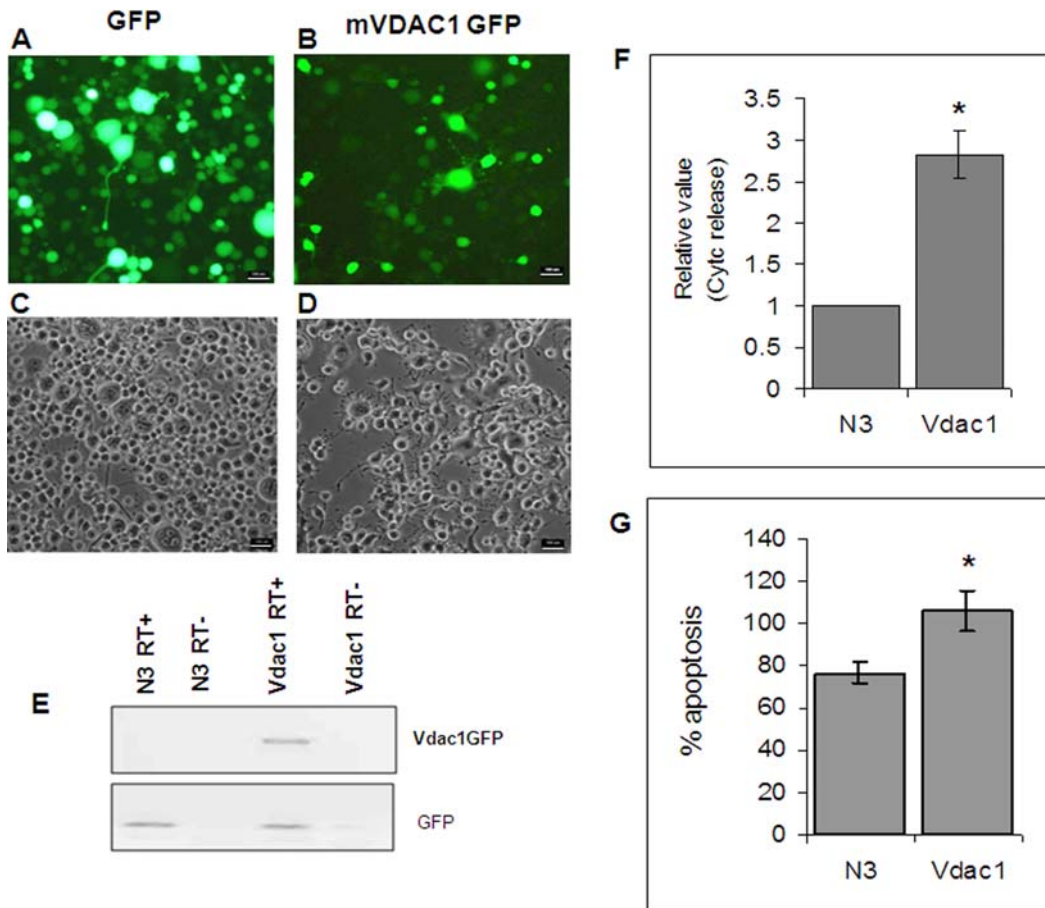 GFP
mVDAC1 GFP
A
B
C
D
N3 RT+
N3 RT-
Vdac1 RT+
Vdac1 RT-
E
Vdac1GFP
GFP
F
Relative value
(Cytc release)
3.5
3
2.5
2
1.5
1
0.5
0
*
N3
Vdac1
G
% apoptosis
140
120
100
80
60
40
20
0
*
N3
Vdac1